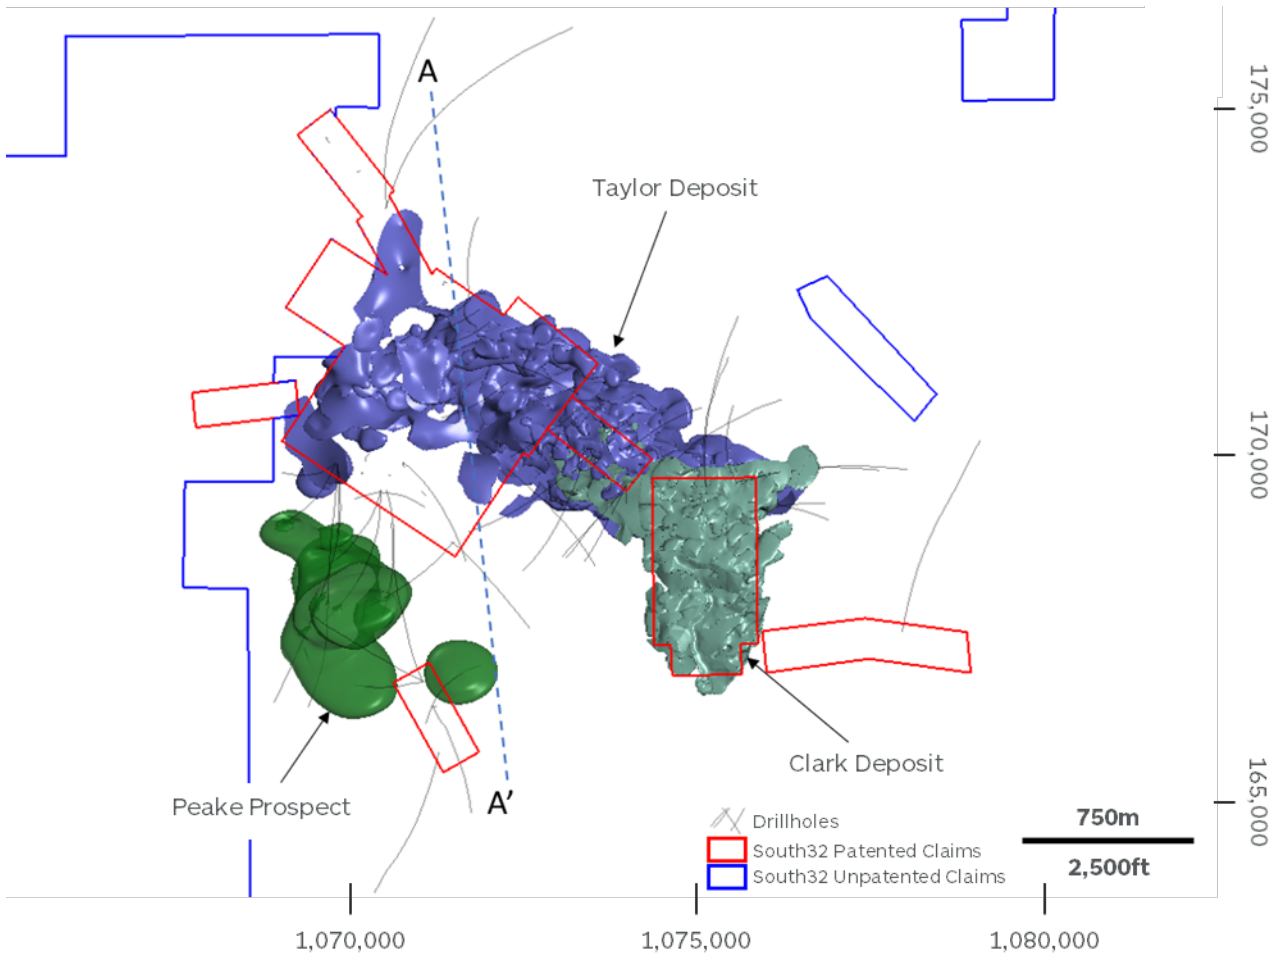 A
175,000
Taylor Deposit
170,000
Clark Deposit
A’
Peake Prospect
165,000
Drillholes
South32 Patented Claims
South32 Unpatented Claims
750m
2,500ft
1,070,000
1,075,000
1,080,000